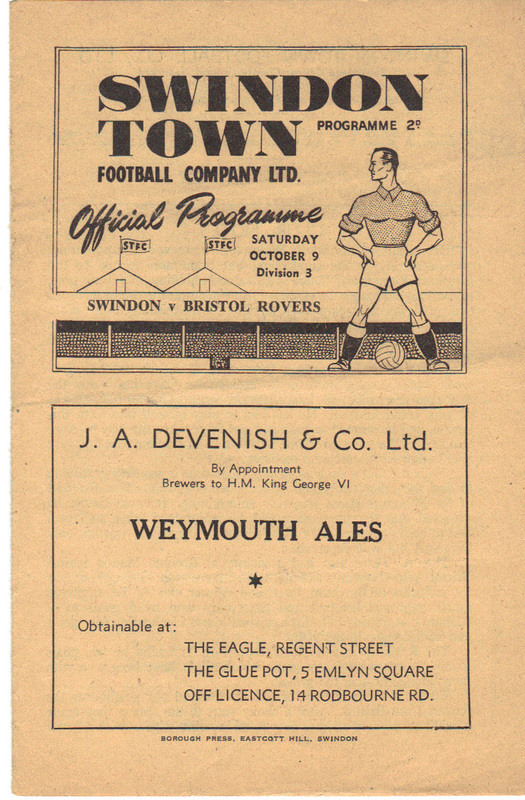 SWINDON
TOWN
PROGRAMME 2D
FOOTBALL COMPANY LTD.
Official Programme
STFC
STFC
SATURDAY
OCTOBER 9
Division 3
SWINDON v BRISTOL ROVERS
J. A. DEVENISH & Co. Ltd.
By Appointment
Brewers to H.M. King George VI
WEYMOUTH ALES
Obtainable at:
THE EAGLE, REGENT STREET
THE GLUE POT, 5 EMLYN SQUARE
OFF LICENCE, 14 RODBOURNE RD.
BOROUGH PRESS, EASTCOTT HILL, SWINDON